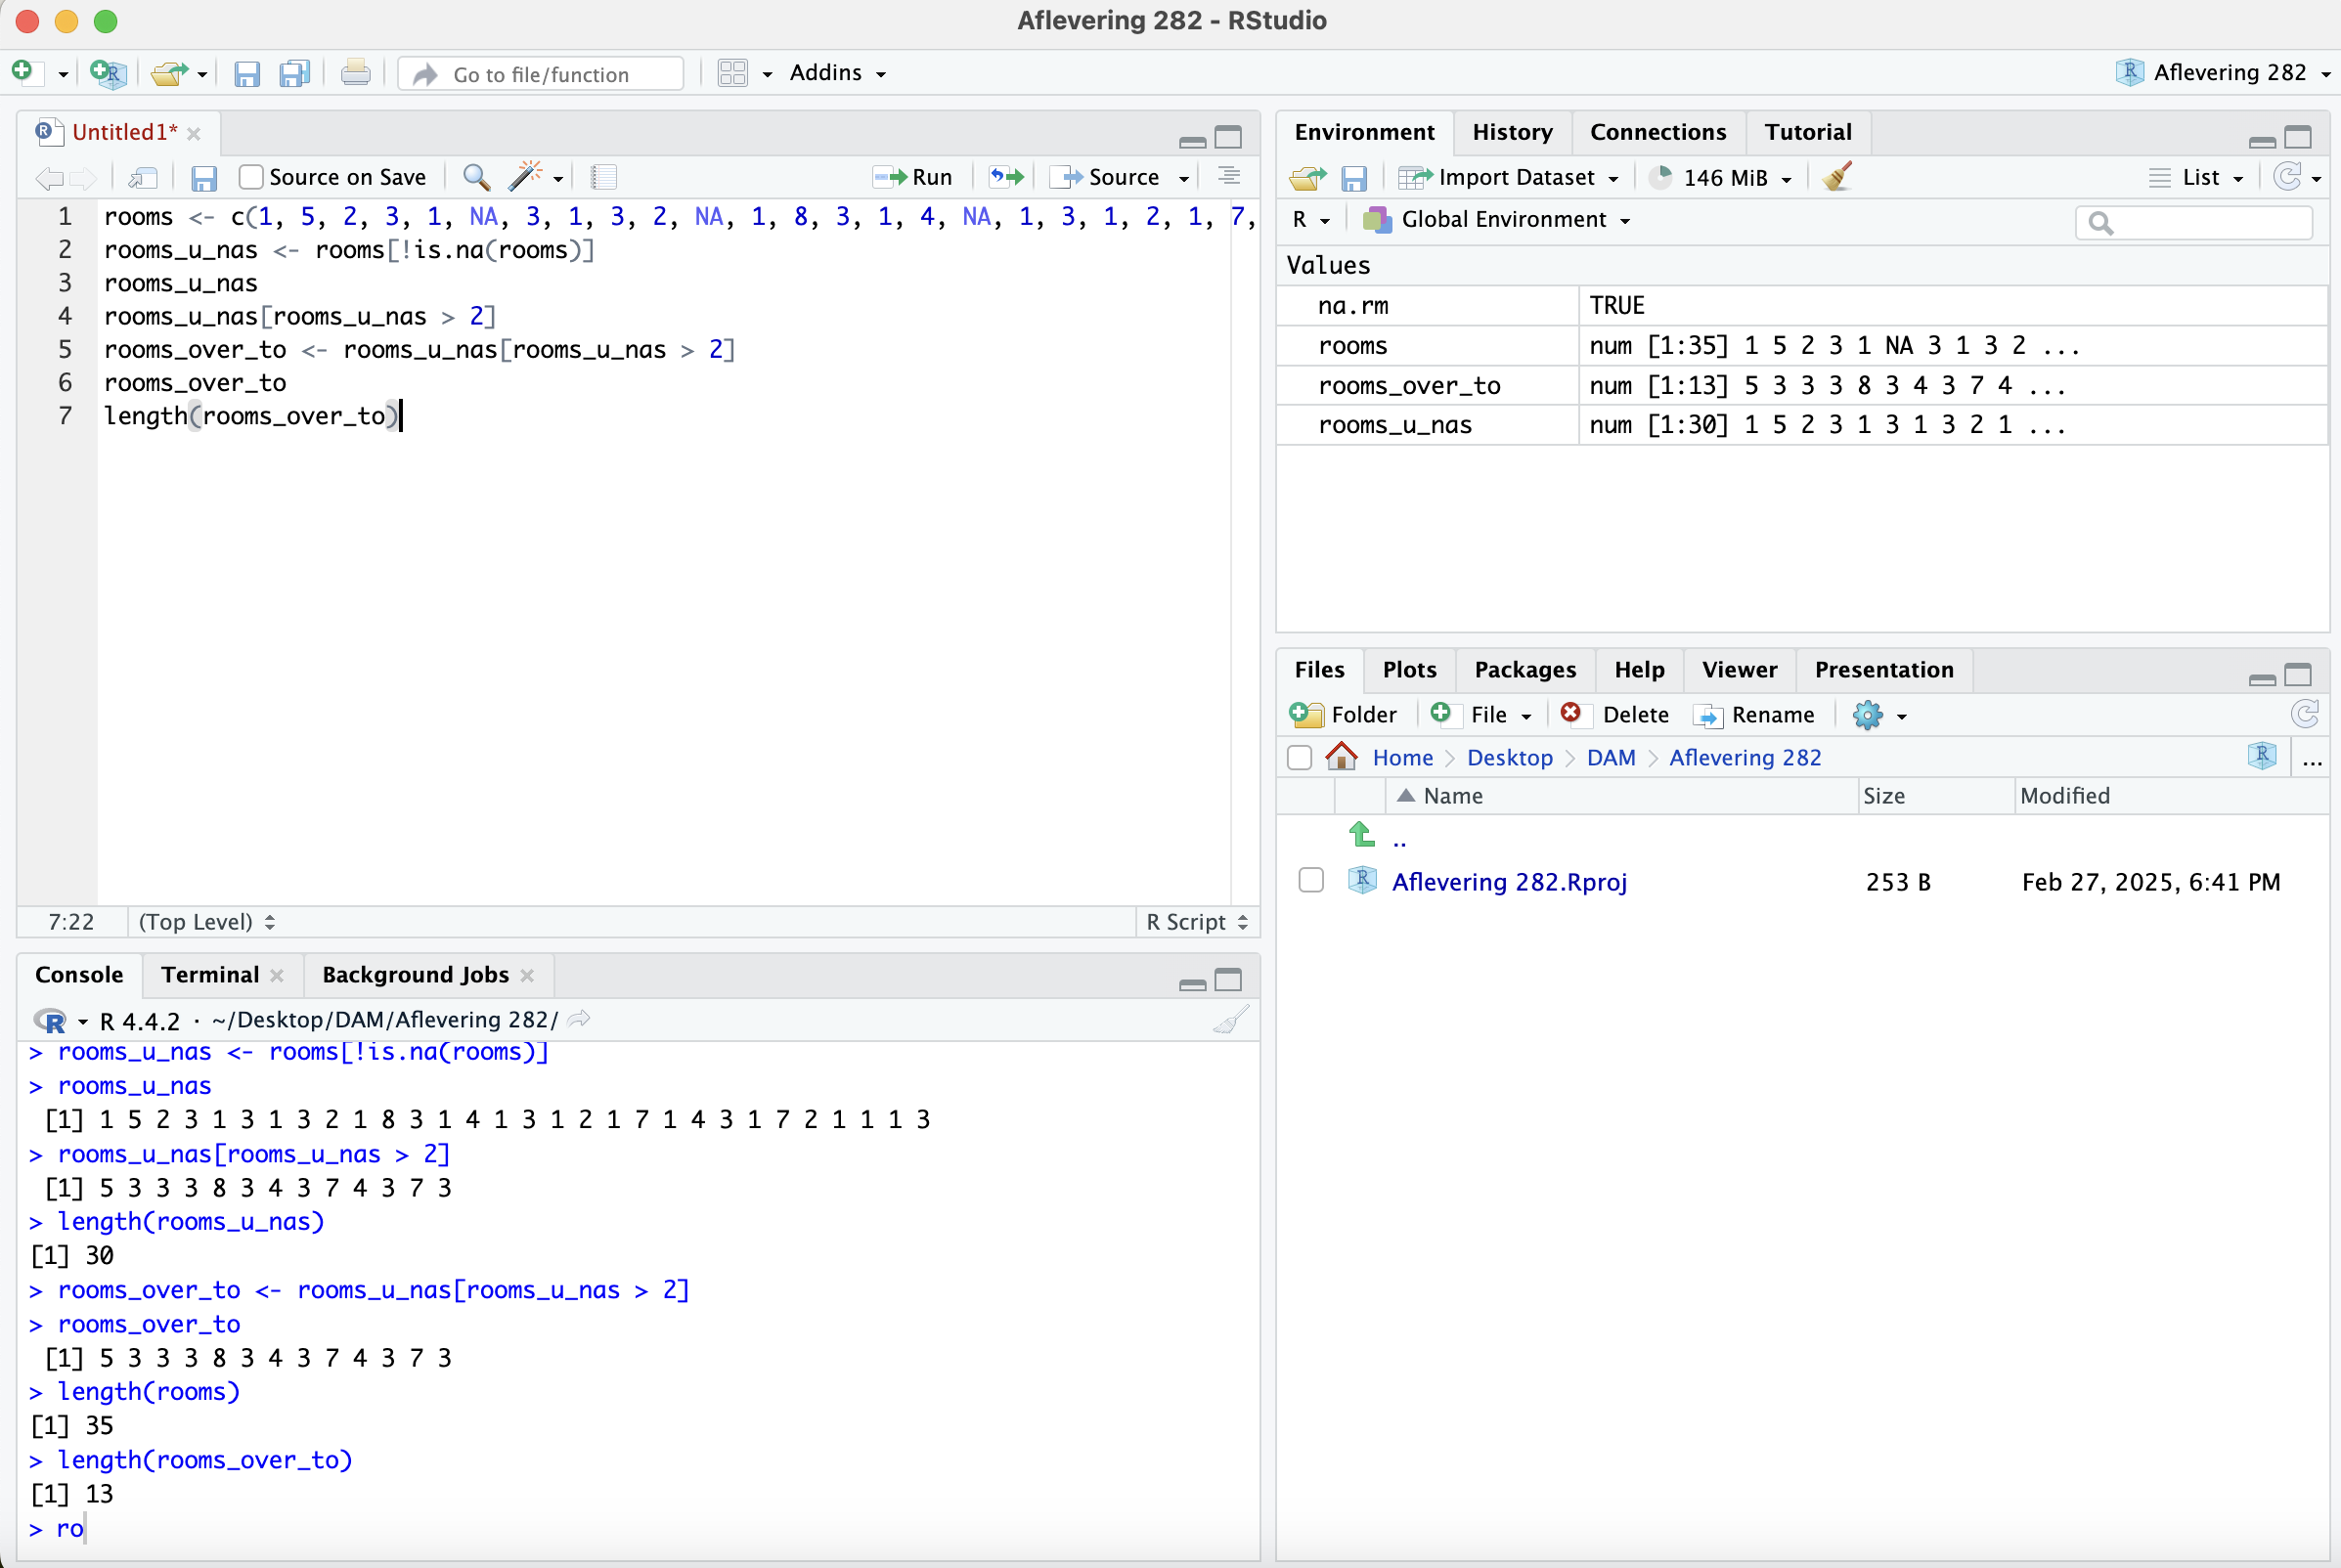 Aflevering 282 - RStudio
Go to file/function
Addins
Aflevering 282
Untitled1*
Source on Save
Run
Source
1 rooms <- c(1, 5, 2, 3, 1, NA, 3, 1, 3, 2, NA, 1, 8, 3, 1, 4, NA, 1, 3, 1, 2, 1, 7,
2 rooms_u_nas <- rooms[!is.na(rooms)]
3 rooms_u_nas
4 rooms_u_nas[rooms_u_nas > 2]
5 rooms_over_to <- rooms_u_nas[rooms_u_nas > 2]
6 rooms_over_to
7 length(rooms_over_to)
7:22 (Top Level) R Script
Console Terminal Background Jobs
R 4.4.2 · ~/Desktop/DAM/Aflevering 282/
> rooms_u_nas <- rooms[!is.na(rooms)]
> rooms_u_nas
[1] 1 5 2 3 1 3 1 3 2 1 8 3 1 4 1 3 1 2 1 7 1 4 3 1 7 2 1 1 1 3
> rooms_u_nas[rooms_u_nas > 2]
[1] 5 3 3 3 8 3 4 3 7 4 3 7 3
> length(rooms_u_nas)
[1] 30
> rooms_over_to <- rooms_u_nas[rooms_u_nas > 2]
> rooms_over_to
[1] 5 3 3 3 8 3 4 3 7 4 3 7 3
> length(rooms)
[1] 35
> length(rooms_over_to)
[1] 13
> ro
Environment History Connections Tutorial
Import Dataset 146 MiB List
R Global Environment
Values
na.rm TRUE
rooms num [1:35] 1 5 2 3 1 NA 3 1 3 2 ...
rooms_over_to num [1:13] 5 3 3 3 8 3 4 3 7 4 ...
rooms_u_nas num [1:30] 1 5 2 3 1 3 1 3 2 1 ...
Files Plots Packages Help Viewer Presentation
Folder File Delete Rename
Home Desktop DAM Aflevering 282 ...
Name Size Modified
..
Aflevering 282.Rproj 253 B Feb 27, 2025, 6:41 PM